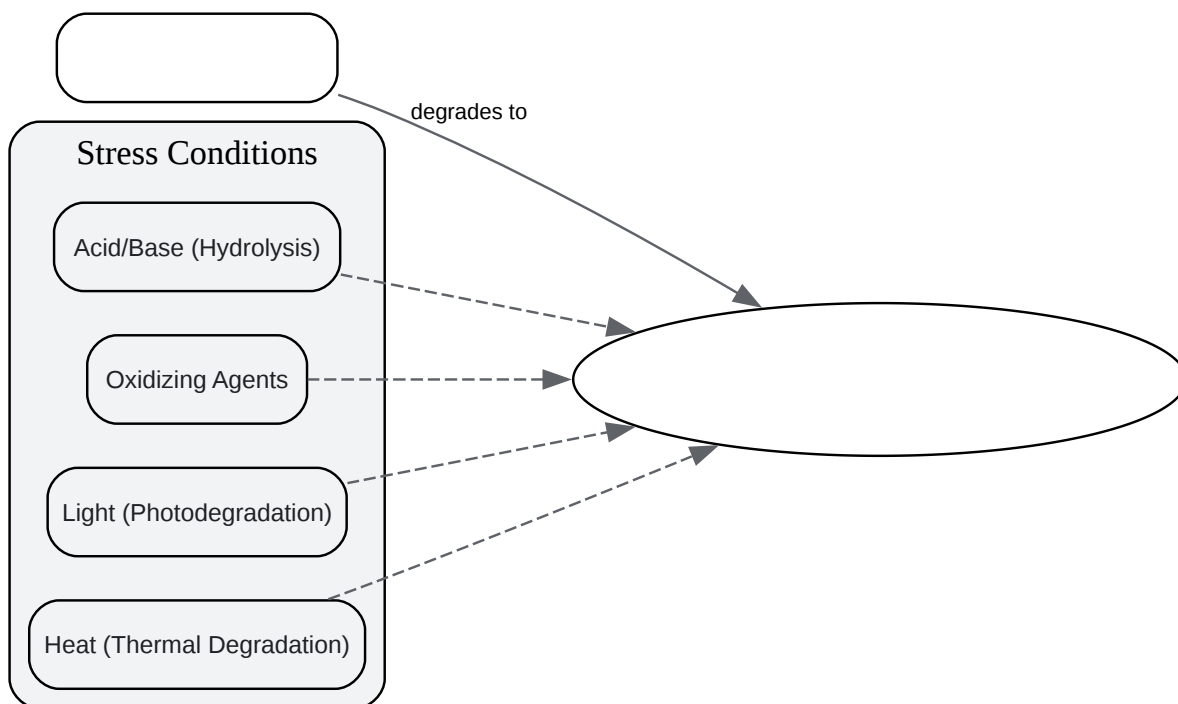 degrades to
Stress Conditions
Acid/Base (Hydrolysis)
Oxidizing Agents
Light (Photodegradation)
Heat (Thermal Degradation)